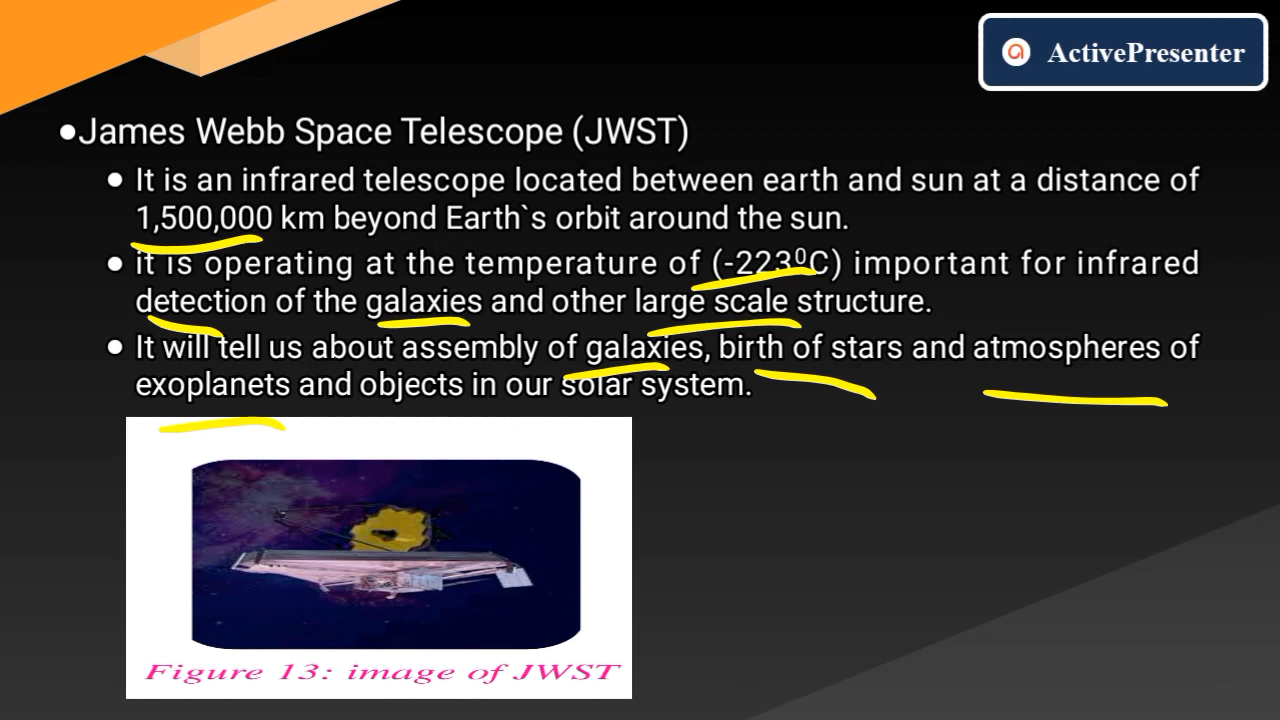 ActivePresenter
●James Webb Space Telescope (JWST)
● It is an infrared telescope located between earth and sun at a distance of
1,500,000 km beyond Earth`s orbit around the sun.
● it is operating at the temperature of (-223⁰C) important for infrared
detection of the galaxies and other large scale structure.
● It will tell us about assembly of galaxies, birth of stars and atmospheres of
exoplanets and objects in our solar system.
Figure 13: image of JWST